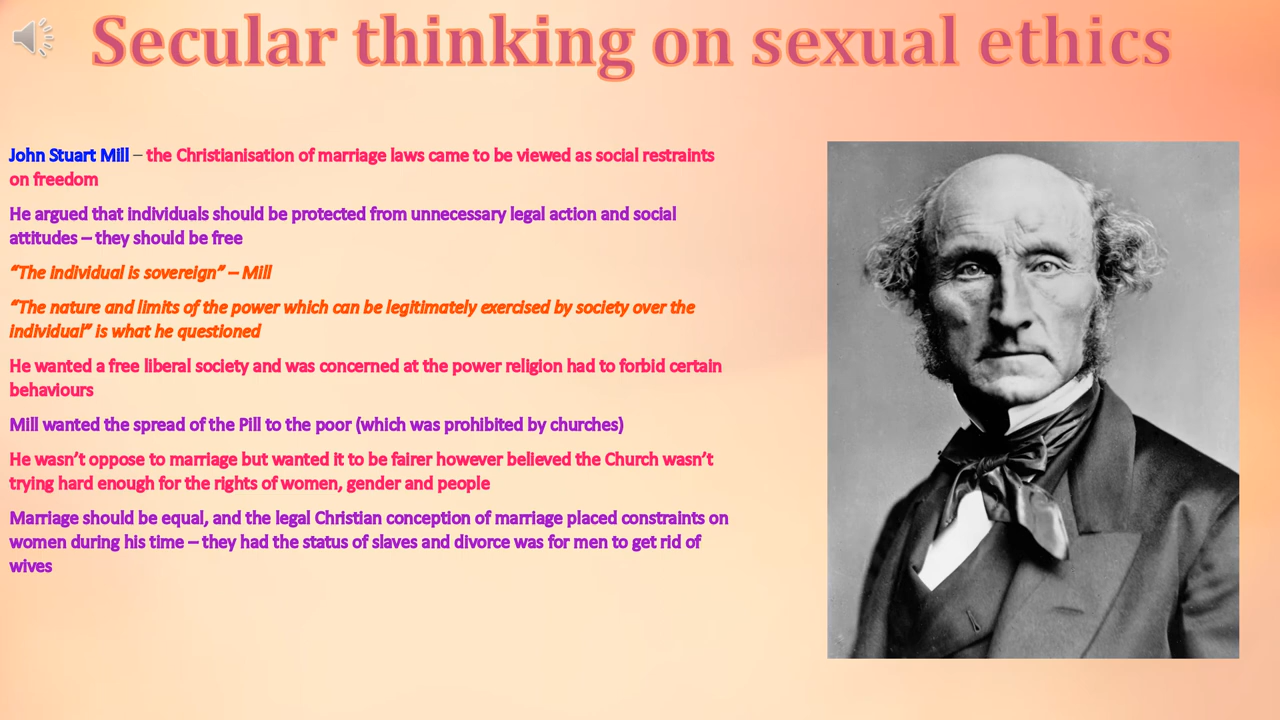 Secular thinking on sexual ethics
John Stuart Mill – the Christianisation of marriage laws came to be viewed as social restraints
on freedom
He argued that individuals should be protected from unnecessary legal action and social
attitudes – they should be free
“The individual is sovereign” – Mill
“The nature and limits of the power which can be legitimately exercised by society over the
individual” is what he questioned
He wanted a free liberal society and was concerned at the power religion had to forbid certain
behaviours
Mill wanted the spread of the Pill to the poor (which was prohibited by churches)
He wasn’t oppose to marriage but wanted it to be fairer however believed the Church wasn’t
trying hard enough for the rights of women, gender and people
Marriage should be equal, and the legal Christian conception of marriage placed constraints on
women during his time – they had the status of slaves and divorce was for men to get rid of
wives